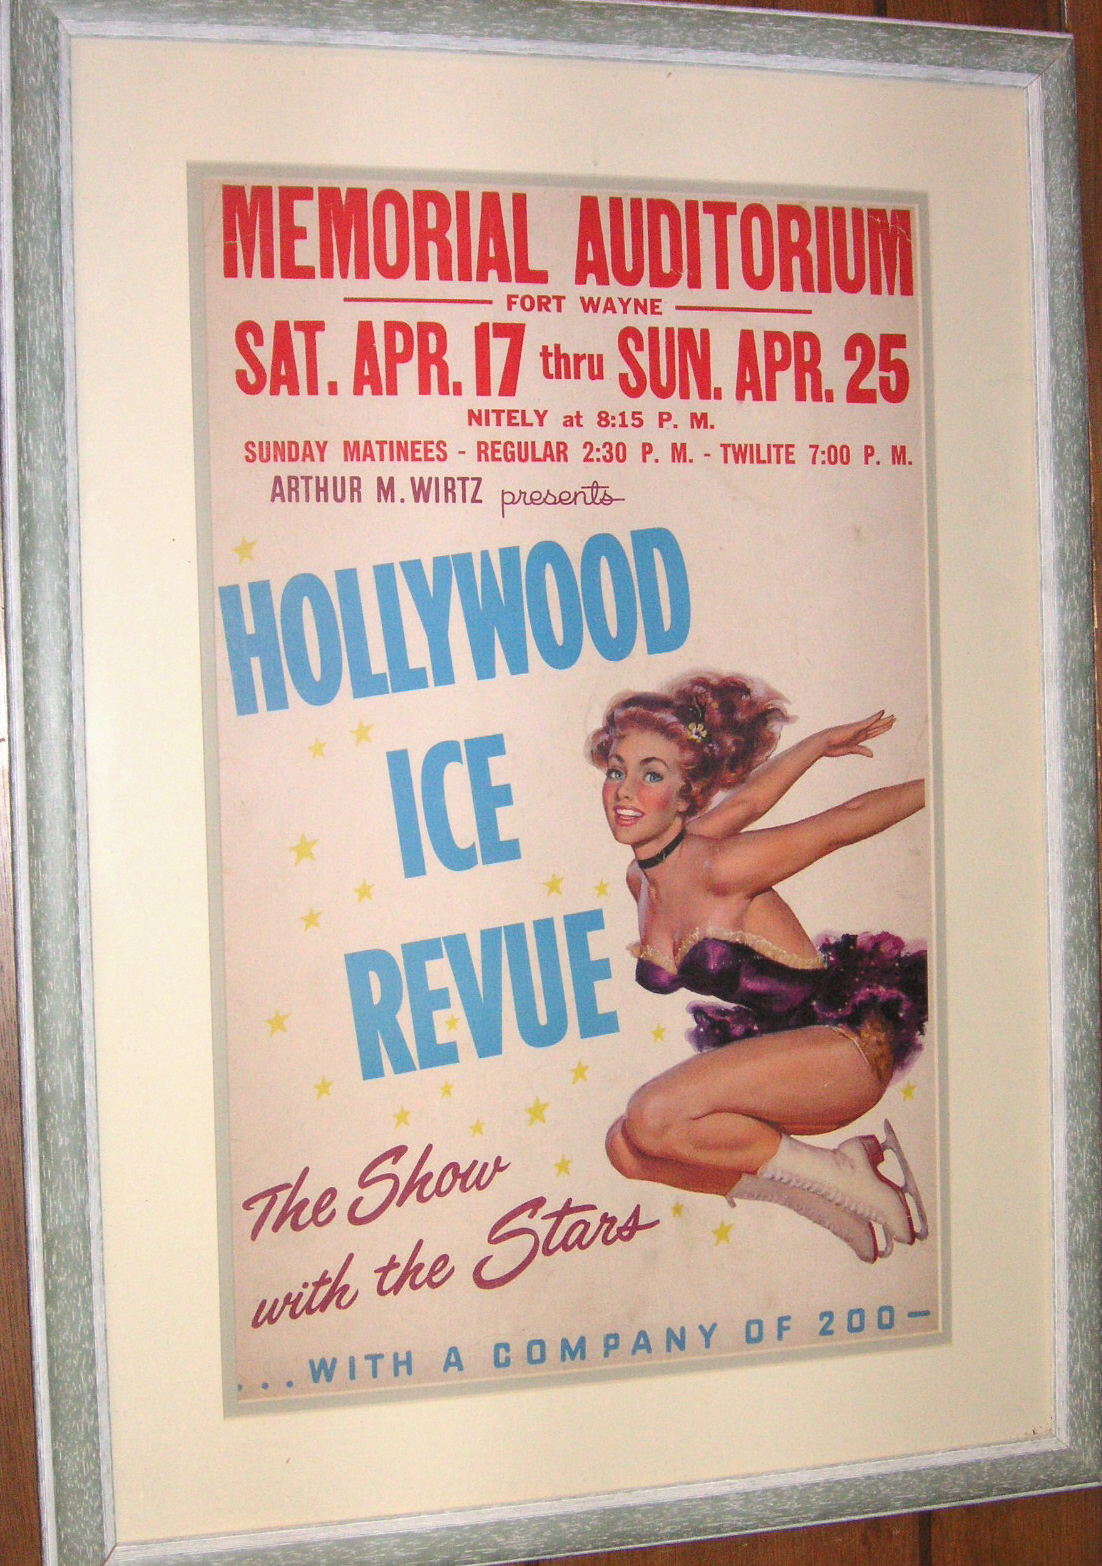 MEMORIAL AUDITORIUM
FORT WAYNE
SAT. APR. 17 thru SUN. APR. 25
NITELY at 8:15 P. M.
SUNDAY MATINEES - REGULAR 2:30 P. M. - TWILITE 7:00 P. M.
ARTHUR M. WIRTZ presents
HOLLYWOOD
ICE
REVUE
The Show
with the Stars
...WITH A COMPANY OF 200—